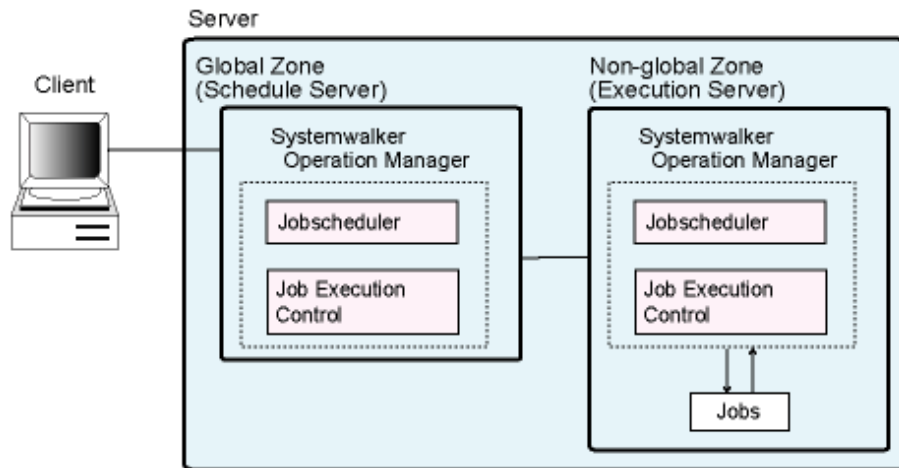 Server
Client
Global Zone
(Schedule Server)
Systemwalker
Operation Manager
Jobscheduler
Job Execution
Control
Non-global Zone
(Execution Server)
Systemwalker
Operation Manager
Jobscheduler
Job Execution
Control
Jobs